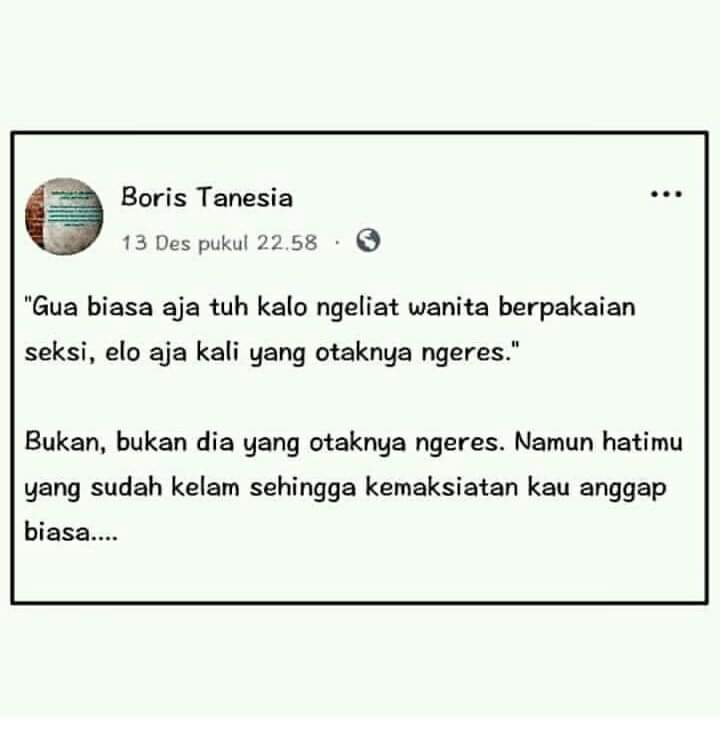 Boris Tanesia
13 Des pukul 22.58 ·
"Gua biasa aja tuh kalo ngeliat wanita berpakaian
seksi, elo aja kali yang otaknya ngeres."
Bukan, bukan dia yang otaknya ngeres. Namun hatimu
yang sudah kelam sehingga kemaksiatan kau anggap
biasa....